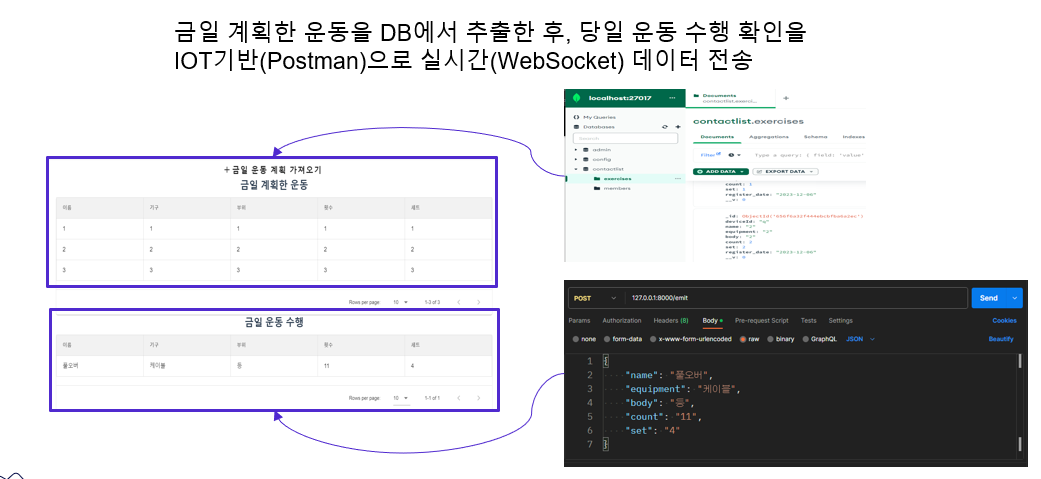 금일 계획한 운동을 DB에서 추출한 후, 당일 운동 수행 확인을
IOT기반(Postman)으로 실시간(WebSocket) 데이터 전송
+ 금일 운동 계획 가져오기
금일 계획한 운동
이름 기구 부위 횟수 세트
1 1 1 1 1
2 2 2 2 2
3 3 3 3 3
Rows per page: 10 1-3 of 3
금일 운동 수행
이름 기구 부위 횟수 세트
풀오버 케이블 등 11 4
Rows per page: 10 1-1 of 1
localhost:27017 ...
My Queries
Databases
Search
admin
config
contactlist
exercises ...
members
Documents
contactlist.exerci...
contactlist.exercises
Documents Aggregations Schema Indexes
Filter Type a query: { field: 'value'
ADD DATA EXPORT DATA
count: 1
set: 1
register_date: "2023-12-06"
__v: 0
name: "2"
equipment: "2"
body: "2"
count: 2
set: 2
register_date: "2023-12-06"
__v: 0
POST 127.0.0.1:8000/emit Send
Params Authorization Headers (8) Body Pre-request Script Tests Settings Cookies
none form-data x-www-form-urlencoded raw binary GraphQL JSON Beautify
1 {
2 "name": "풀오버",
3 "equipment": "케이블",
4 "body": "등",
5 "count": "11",
6 "set": "4"
7 }